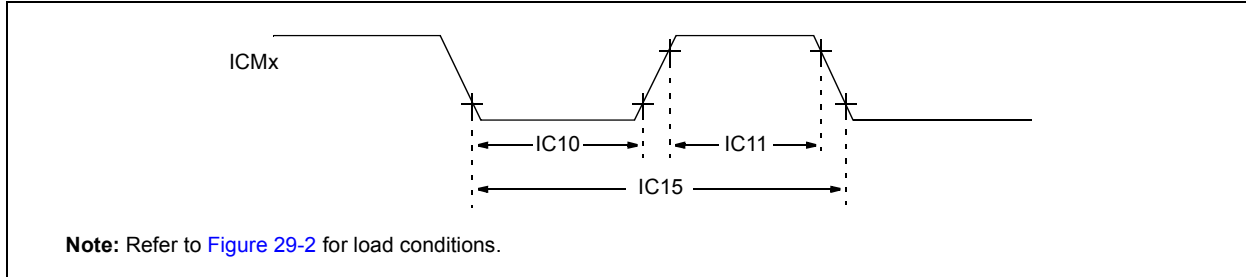 ICMx
IC10
IC11
IC15
Note: Refer to Figure 29-2 for load conditions.